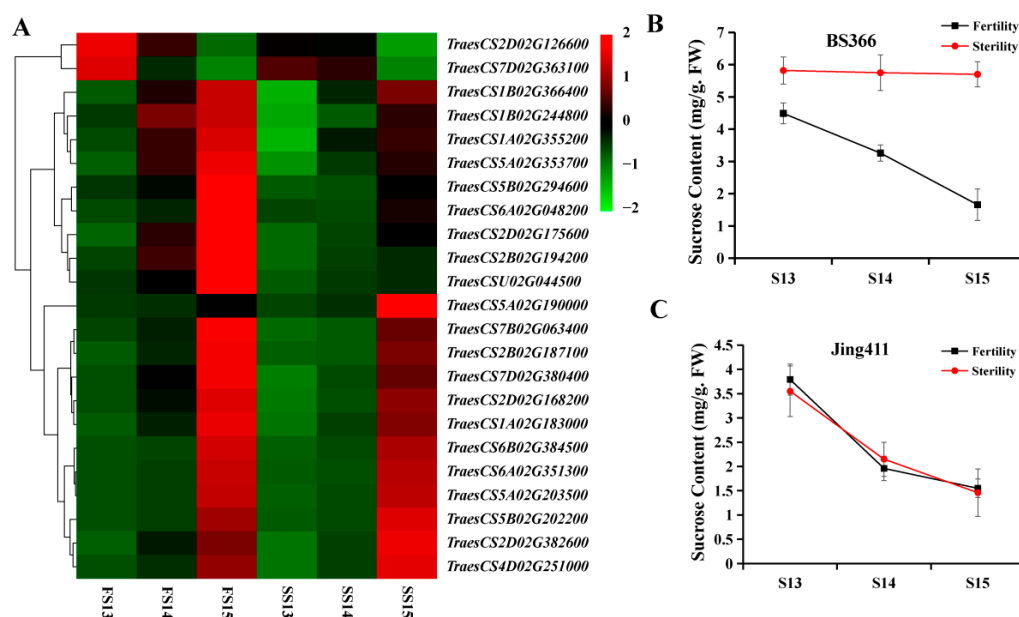 A
TraesCS2D02G126600
TraesCS7D02G363100
TraesCS1B02G366400
TraesCS1B02G244800
TraesCS1A02G355200
TraesCS5A02G353700
TraesCS5B02G294600
TraesCS6A02G048200
TraesCS2D02G175600
TraesCS2B02G194200
TraesCSU02G044500
TraesCS5A02G190000
TraesCS7B02G063400
TraesCS2B02G187100
TraesCS7D02G380400
TraesCS2D02G168200
TraesCS1A02G183000
TraesCS6B02G384500
TraesCS6A02G351300
TraesCS5A02G203500
TraesCS5B02G202200
TraesCS2D02G382600
TraesCS4D02G251000
FS13
FS14
FS15
SS13
SS14
SS15
2
1
0
−1
−2
B
BS366
Fertility
Sterility
Sucrose Content (mg/g. FW)
7
6
5
4
3
2
1
0
S13
S14
S15
C
Jing411
Fertility
Sterility
Sucrose Content (mg/g. FW)
4.5
4
3.5
3
2.5
2
1.5
1
0.5
0
S13
S14
S15